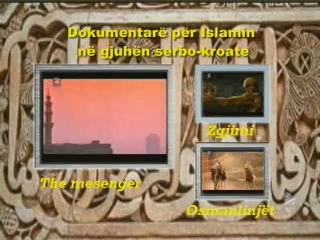 Dokumentarë për Islamin
në gjuhën serbo-kroate
Zgjimi
The mesenger
Osmanlinjët